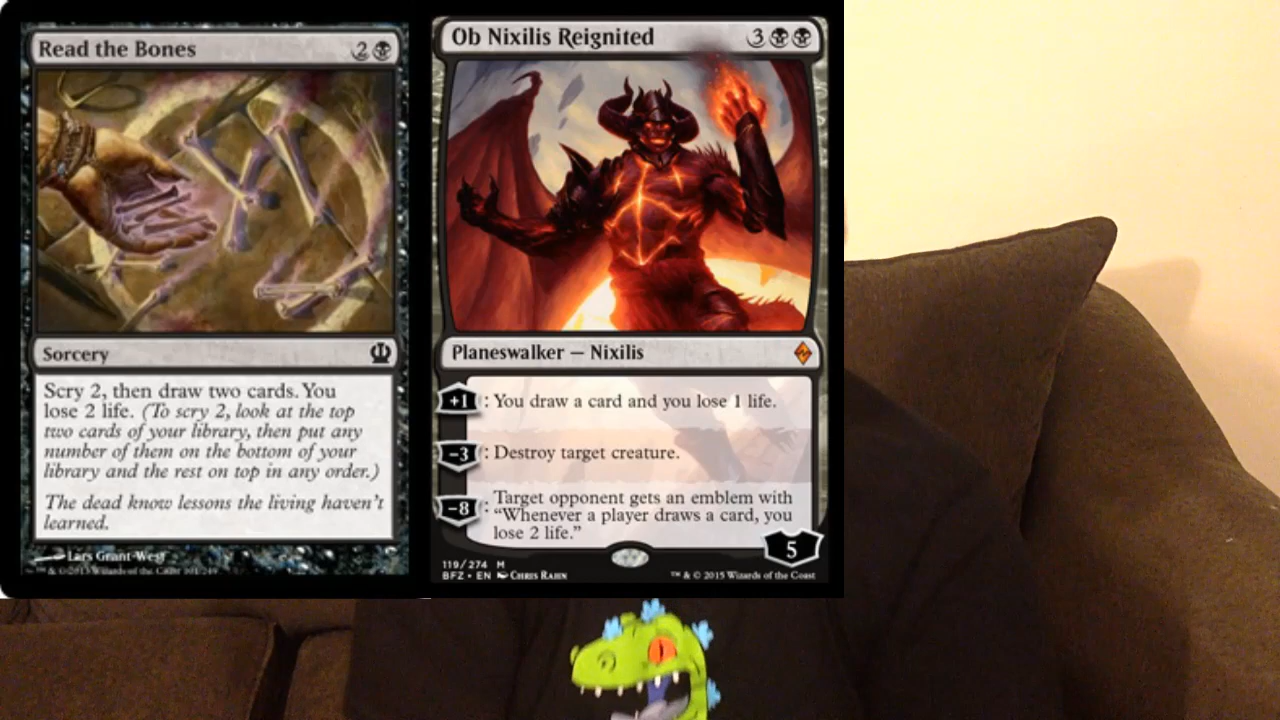 Read the Bones
2
Sorcery
Scry 2, then draw two cards. You
lose 2 life. (To scry 2, look at the top
two cards of your library, then put any
number of them on the bottom of your
library and the rest on top in any order.)
The dead know lessons the living haven't
learned.
Lars Grant-West
Ob Nixilis Reignited
3
Planeswalker — Nixilis
+1: You draw a card and you lose 1 life.
-3: Destroy target creature.
-8: Target opponent gets an emblem with
"Whenever a player draws a card, you
lose 2 life."
5
119/274 M
BFZ • EN Chris Rahn
™ & © 2015 Wizards of the Coast